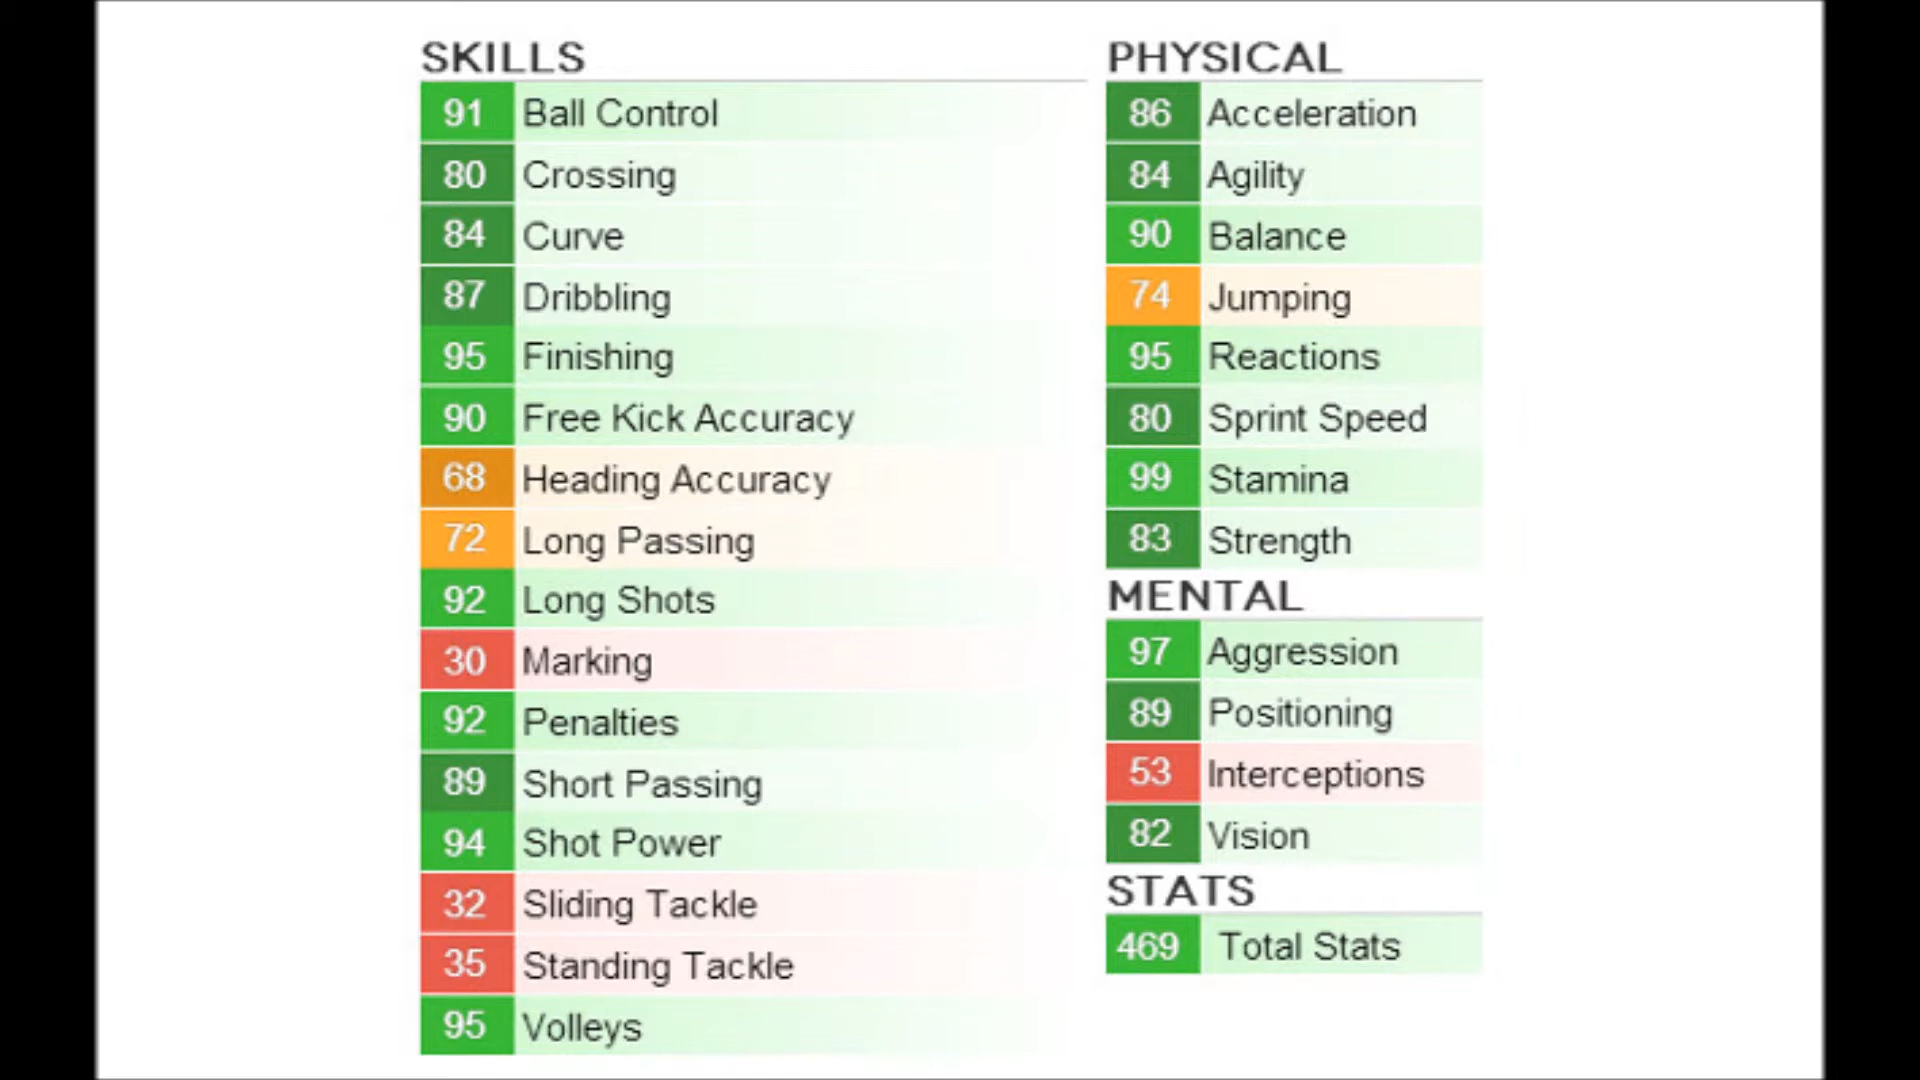 SKILLS
91 Ball Control
80 Crossing
84 Curve
87 Dribbling
95 Finishing
90 Free Kick Accuracy
68 Heading Accuracy
72 Long Passing
92 Long Shots
30 Marking
92 Penalties
89 Short Passing
94 Shot Power
32 Sliding Tackle
35 Standing Tackle
95 Volleys
PHYSICAL
86 Acceleration
84 Agility
90 Balance
74 Jumping
95 Reactions
80 Sprint Speed
99 Stamina
83 Strength
MENTAL
97 Aggression
89 Positioning
53 Interceptions
82 Vision
STATS
469 Total Stats